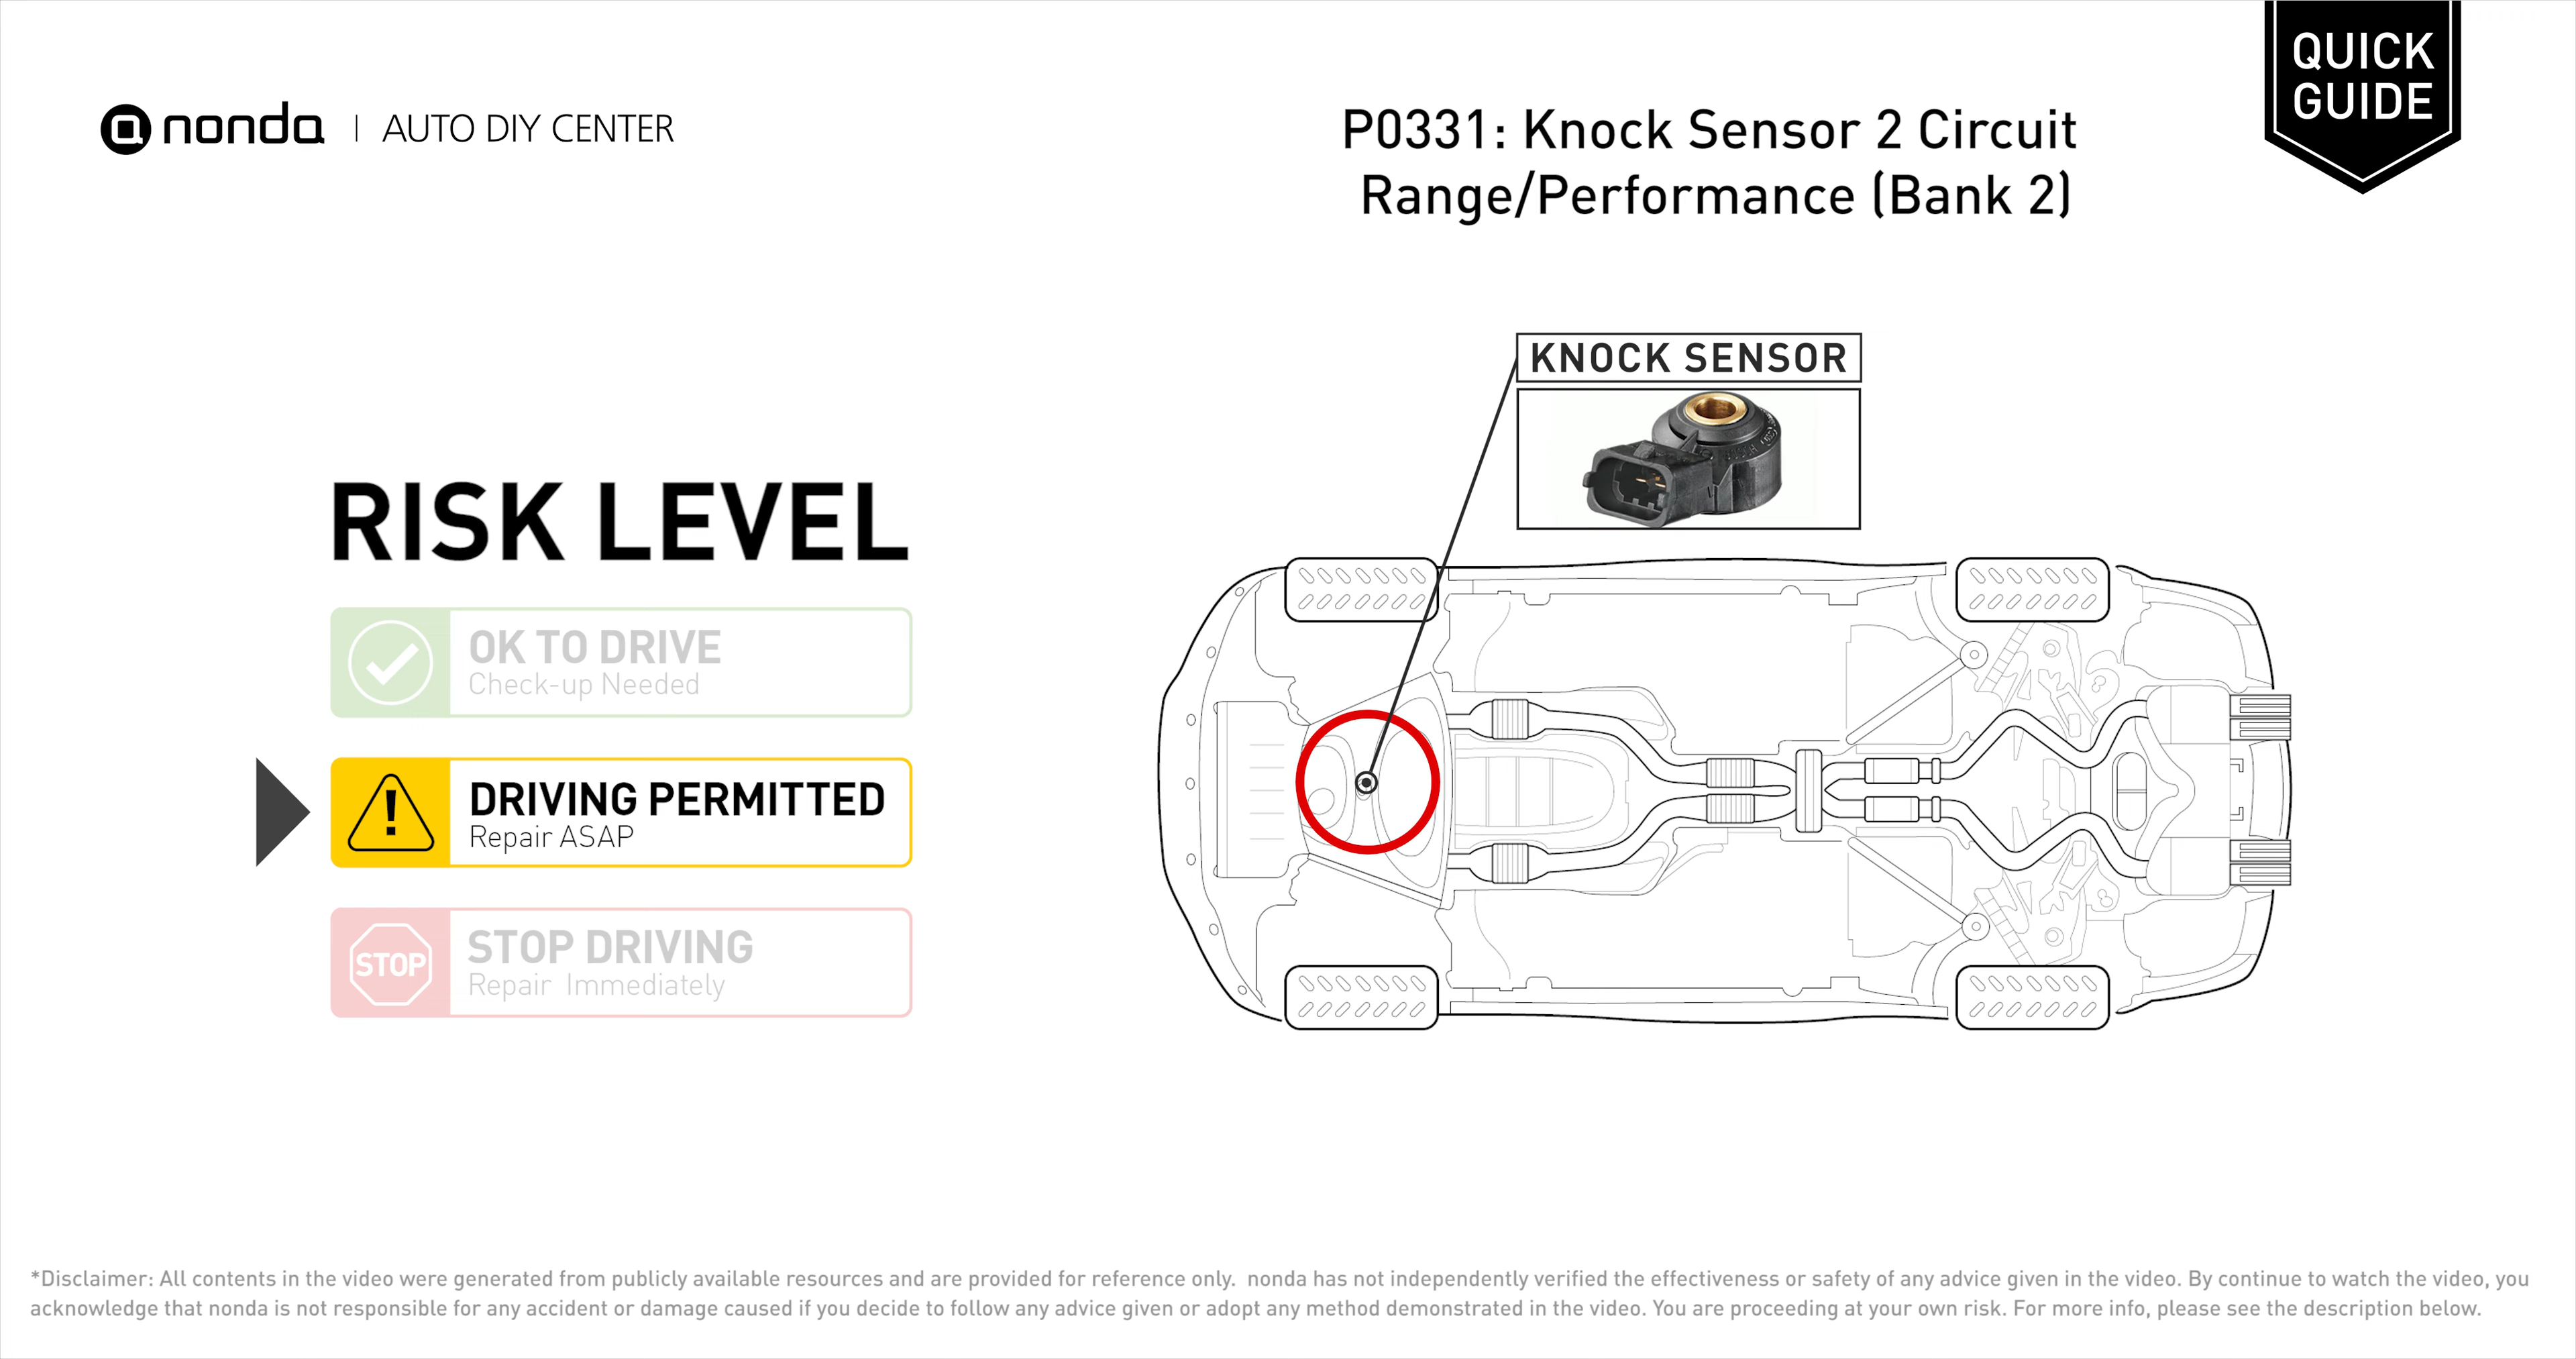 nonda | AUTO DIY CENTER
P0331: Knock Sensor 2 Circuit
Range/Performance (Bank 2)
QUICK
GUIDE
KNOCK SENSOR
RISK LEVEL
OK TO DRIVE
Check-up Needed
DRIVING PERMITTED
Repair ASAP
STOP
STOP DRIVING
Repair Immediately
*Disclaimer: All contents in the video were generated from publicly available resources and are provided for reference only. nonda has not independently verified the effectiveness or safety of any advice given in the video. By continue to watch the video, you
acknowledge that nonda is not responsible for any accident or damage caused if you decide to follow any advice given or adopt any method demonstrated in the video. You are proceeding at your own risk. For more info, please see the description below.